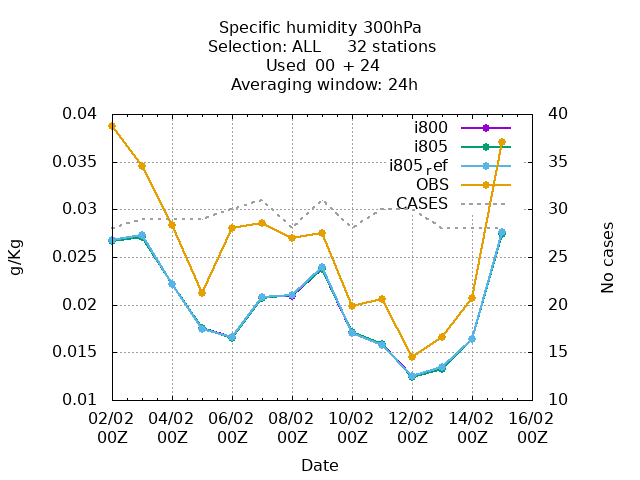 Specific humidity 300hPa
Selection: ALL 32 stations
Used 00 + 24
Averaging window: 24h
g/Kg
No cases
0.04
0.035
0.03
0.025
0.02
0.015
0.01
40
35
30
25
20
15
10
i800
i805
i805ref
OBS
CASES
02/02 04/02 06/02 08/02 10/02 12/02 14/02 16/02
00Z 00Z 00Z 00Z 00Z 00Z 00Z 00Z
Date